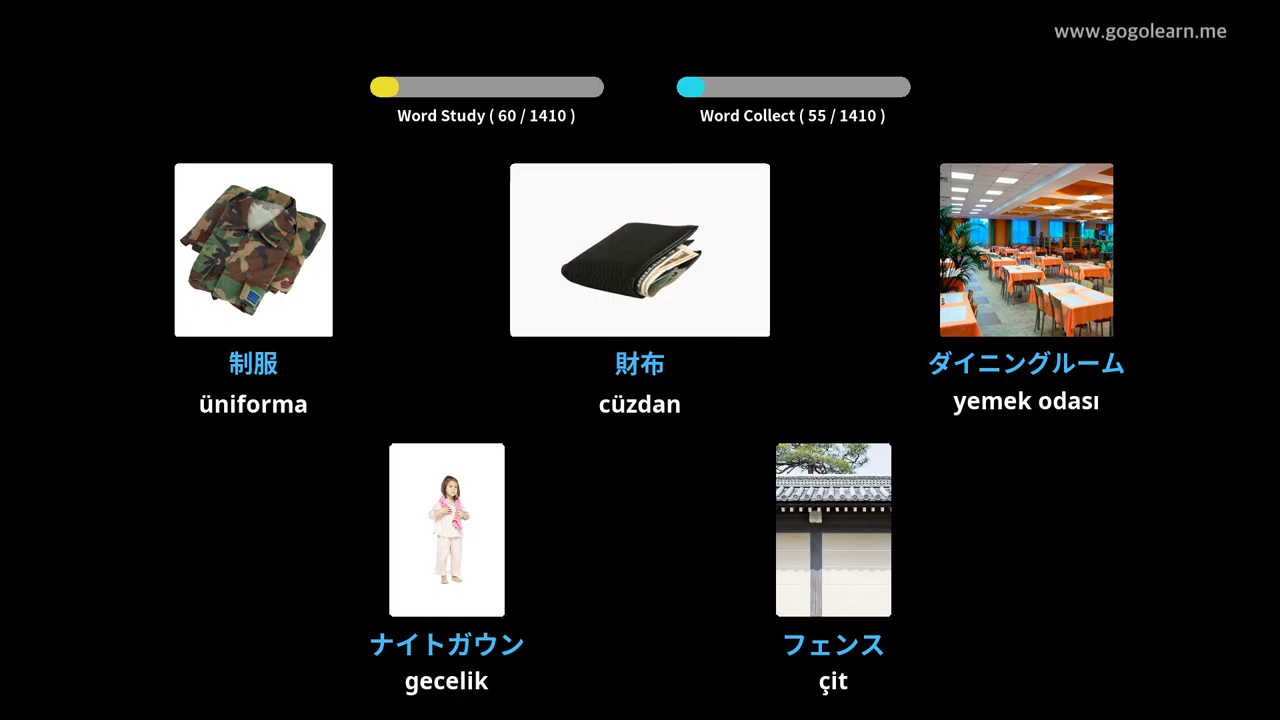 www.gogolearn.me
Word Study ( 60 / 1410 )
Word Collect ( 55 / 1410 )
制服
財布
ダイニングルーム
üniforma
cüzdan
yemek odası
ナイトガウン
フェンス
gecelik
çit